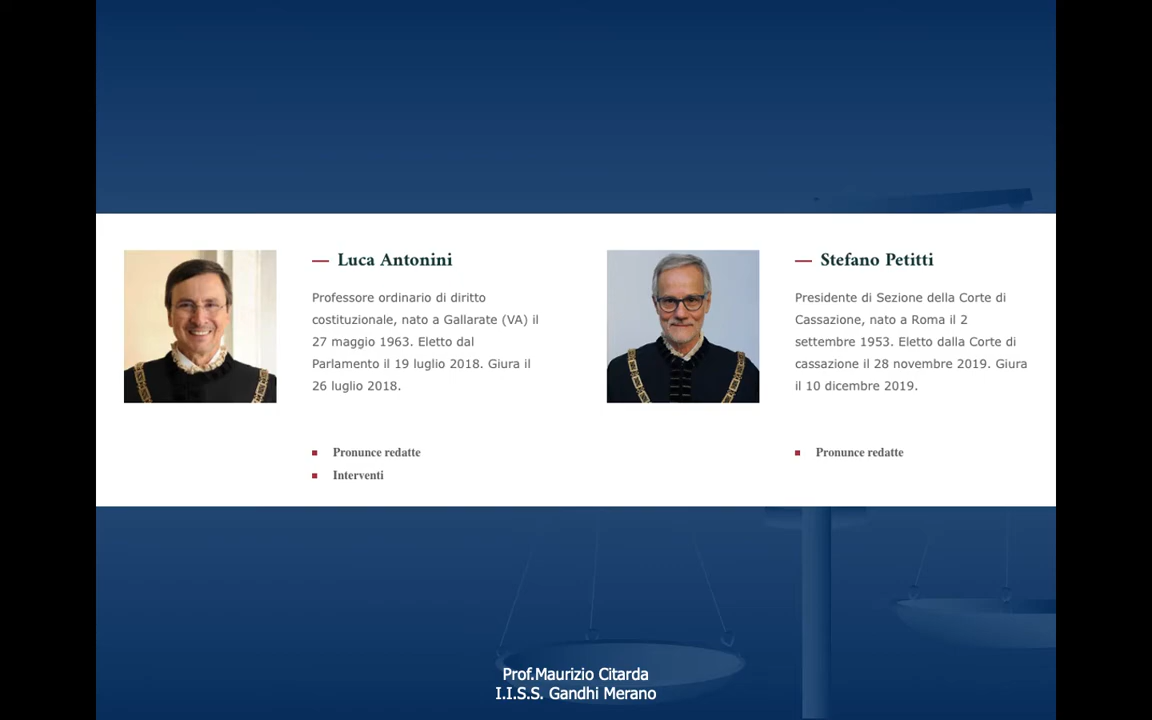 Luca Antonini
Professore ordinario di diritto
costituzionale, nato a Gallarate (VA) il
27 maggio 1963. Eletto dal
Parlamento il 19 luglio 2018. Giura il
26 luglio 2018.
Pronunce redatte
Interventi
Stefano Petitti
Presidente di Sezione della Corte di
Cassazione, nato a Roma il 2
settembre 1953. Eletto dalla Corte di
cassazione il 28 novembre 2019. Giura
il 10 dicembre 2019.
Pronunce redatte
Prof.Maurizio Citarda
I.I.S.S. Gandhi Merano